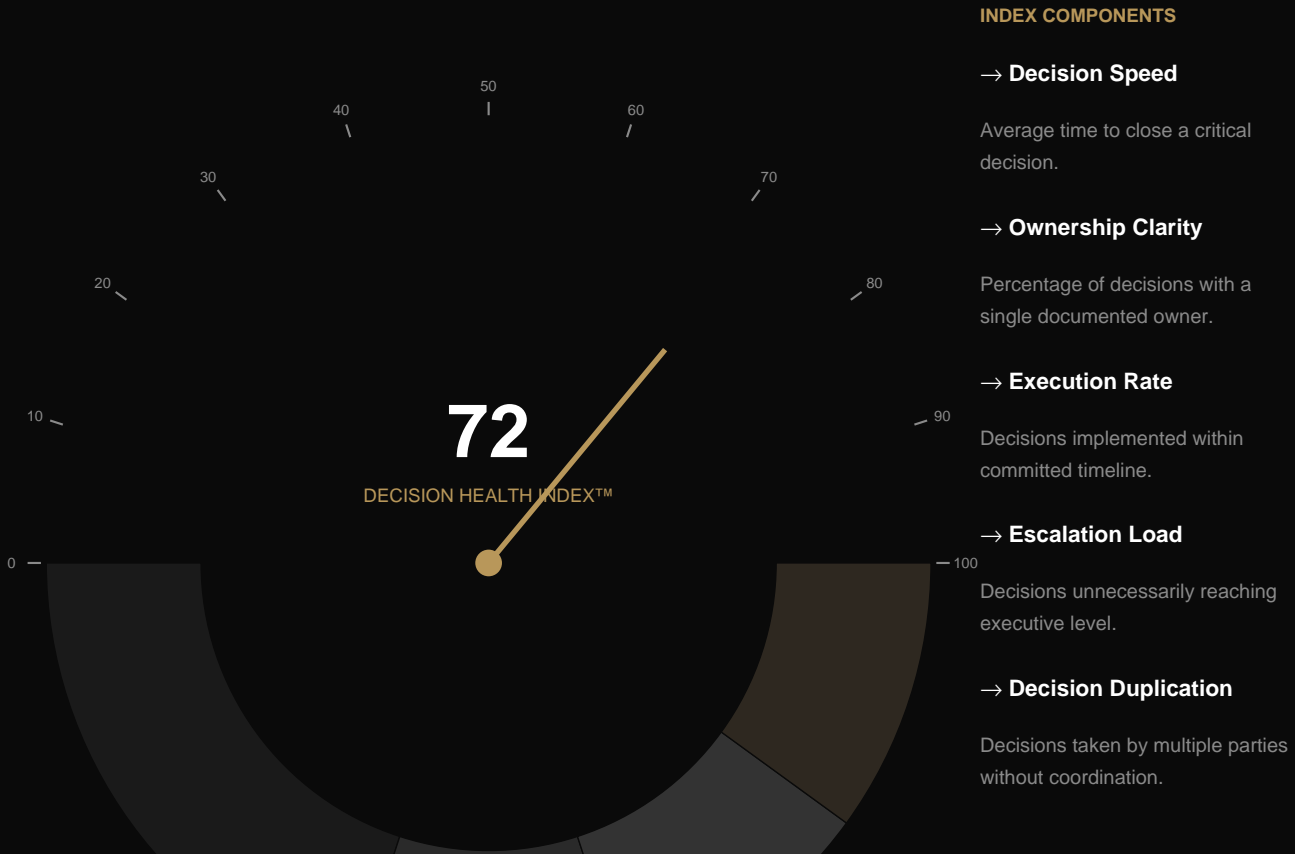 50
40
60
30
70
20
80
72
10
90
DECISION HEALTH INDEX™
0
100
INDEX COMPONENTS
→ Decision Speed
Average time to close a critical
decision.
→ Ownership Clarity
Percentage of decisions with a
single documented owner.
→ Execution Rate
Decisions implemented within
committed timeline.
→ Escalation Load
Decisions unnecessarily reaching
executive level.
→ Decision Duplication
Decisions taken by multiple parties
without coordination.